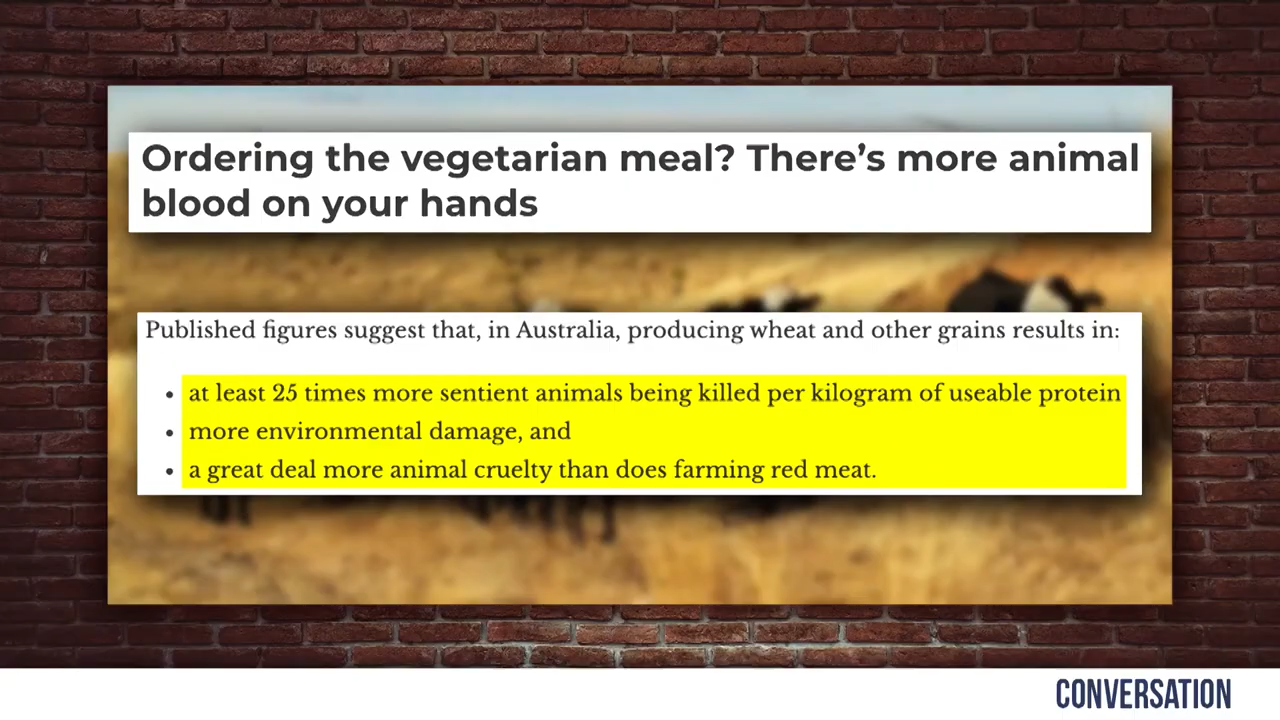 Ordering the vegetarian meal? There’s more animal
blood on your hands
Published figures suggest that, in Australia, producing wheat and other grains results in:
• at least 25 times more sentient animals being killed per kilogram of useable protein
• more environmental damage, and
• a great deal more animal cruelty than does farming red meat.
CONVERSATION